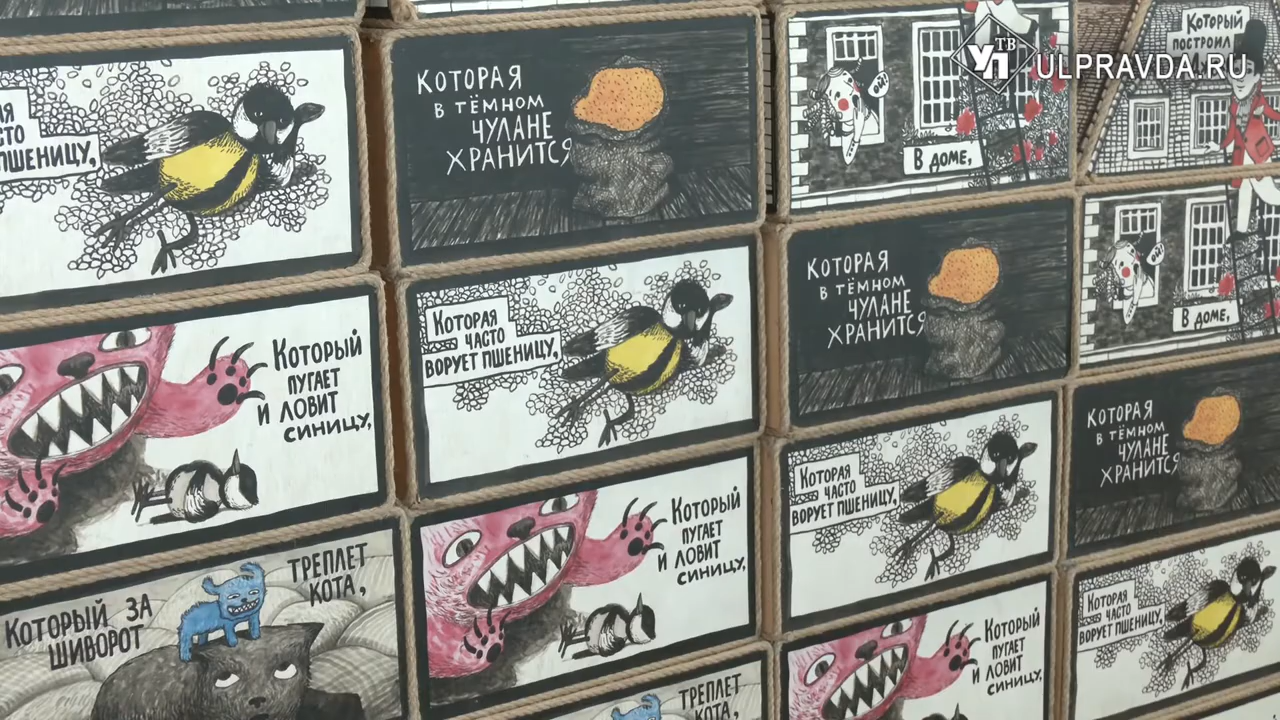 УП ТВ ULPRAVDA.RU
ПШЕНИЦУ,
КОТОРАЯ
В ТЁМНОМ
ЧУЛАНЕ
ХРАНИТСЯ
В ДОМЕ,
КОТОРЫЙ
ПОСТРОИЛ
КОТОРЫЙ
ПУГАЕТ
И ЛОВИТ
СИНИЦУ,
КОТОРАЯ
ЧАСТО
ВОРУЕТ ПШЕНИЦУ,
КОТОРАЯ
В ТЁМНОМ
ЧУЛАНЕ
ХРАНИТСЯ
В ДОМЕ,
КОТОРЫЙ ЗА
ШИВОРОТ
ТРЕПЛЕТ
КОТА,
КОТОРЫЙ
ПУГАЕТ
И ЛОВИТ
СИНИЦУ,
КОТОРАЯ
ЧАСТО
ВОРУЕТ ПШЕНИЦУ,
КОТОРАЯ
В ТЁМНОМ
ЧУЛАНЕ
ХРАНИТСЯ
ТРЕПЛЕТ
КОТА,
КОТОРЫЙ
ПУГАЕТ
И ЛОВИТ
СИНИЦУ,
КОТОРАЯ
ЧАСТО
ВОРУЕТ ПШЕНИЦУ,